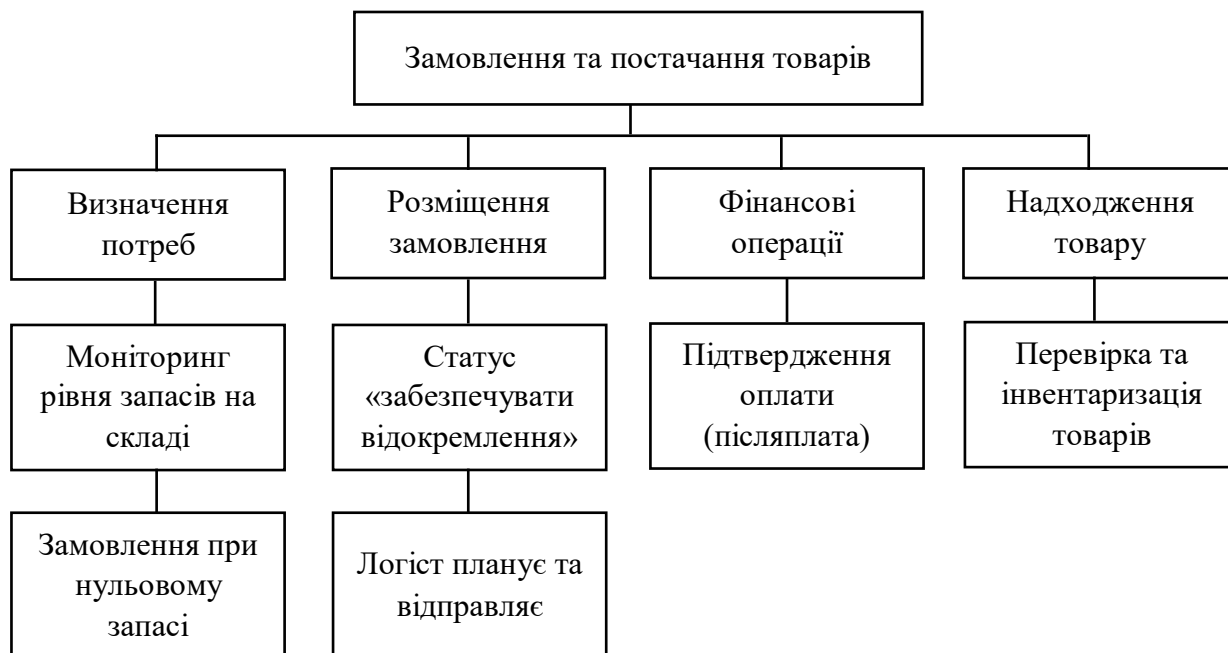 Замовлення та постачання товарів
Визначення
потреб
Розміщення
замовлення
Фінансові
операції
Надходження
товару
Моніторинг
рівня запасів на
складі
Статус
«забезпечувати
відокремлення»
Підтвердження
оплати
(післяплата)
Перевірка та
інвентаризація
товарів
Замовлення при
нульовому
запасі
Логіст планує та
відправляє